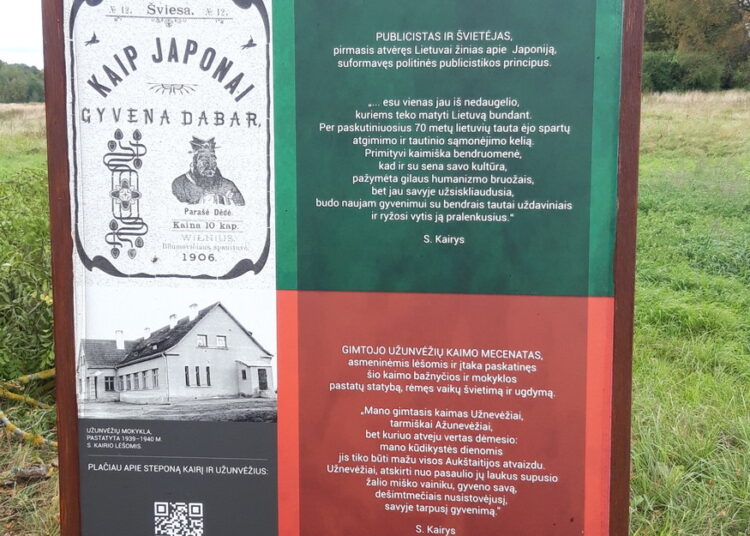 № 12. Šviesa. № 12.
KAIP JAPONAI
GYVENA DABAR.
Parašė Dėdė.
Kaina 10 kap.
WILNIUS.
1906.
UŽUNVĖŽIŲ MOKYKLA,
PASTATYTA 1939–1940 M
S. KAIRIO LĖŠOMIS.
PLAČIAU APIE STEPONĄ KAIRĮ IR UŽUNVĖŽIUS:
PUBLICISTAS IR ŠVIETĖJAS,
pirmasis atvėręs Lietuvai žinias apie Japoniją,
suformavęs politinės publicistikos principus.
„... esu vienas jau iš nedaugelio,
kuriems teko matyti Lietuvą bundant.
Per paskutiniuosius 70 metų lietuvių tauta ėjo spartų
atgimimo ir tautinio sąmonėjimo kelią.
Primityvi kaimiška bendruomenė,
kad ir su sena savo kultūra,
pažymėta gilaus humanizmo bruožais,
bet jau savyje užsiskliaudusia,
budo naujam gyvenimui su bendrais tautai uždaviniais
ir ryžosi vytis ją pralenkusius.“
S. Kairys
GIMTOJO UŽUNVĖŽIŲ KAIMO MECENATAS,
asmeninėmis lėšomis ir įtaka paskatinęs
šio kaimo bažnyčios ir mokyklos
pastatų statybą, rėmęs vaikų švietimą ir ugdymą.
„Mano gimtasis kaimas Užnevėžiai,
tarmiškai Ažunevėžiai,
bet kuriuo atveju vertas dėmesio:
mano kūdikystės dienomis
jis tiko būti mažu visos Aukštaitijos atvaizdu.
Užnevėžiai, atskirti nuo pasaulio jų laukus supusio
žalio miško vainiku, gyveno savą,
dešimtmečiais nusistovėjusį,
savyje tarpusį gyvenimą.“
S. Kairys